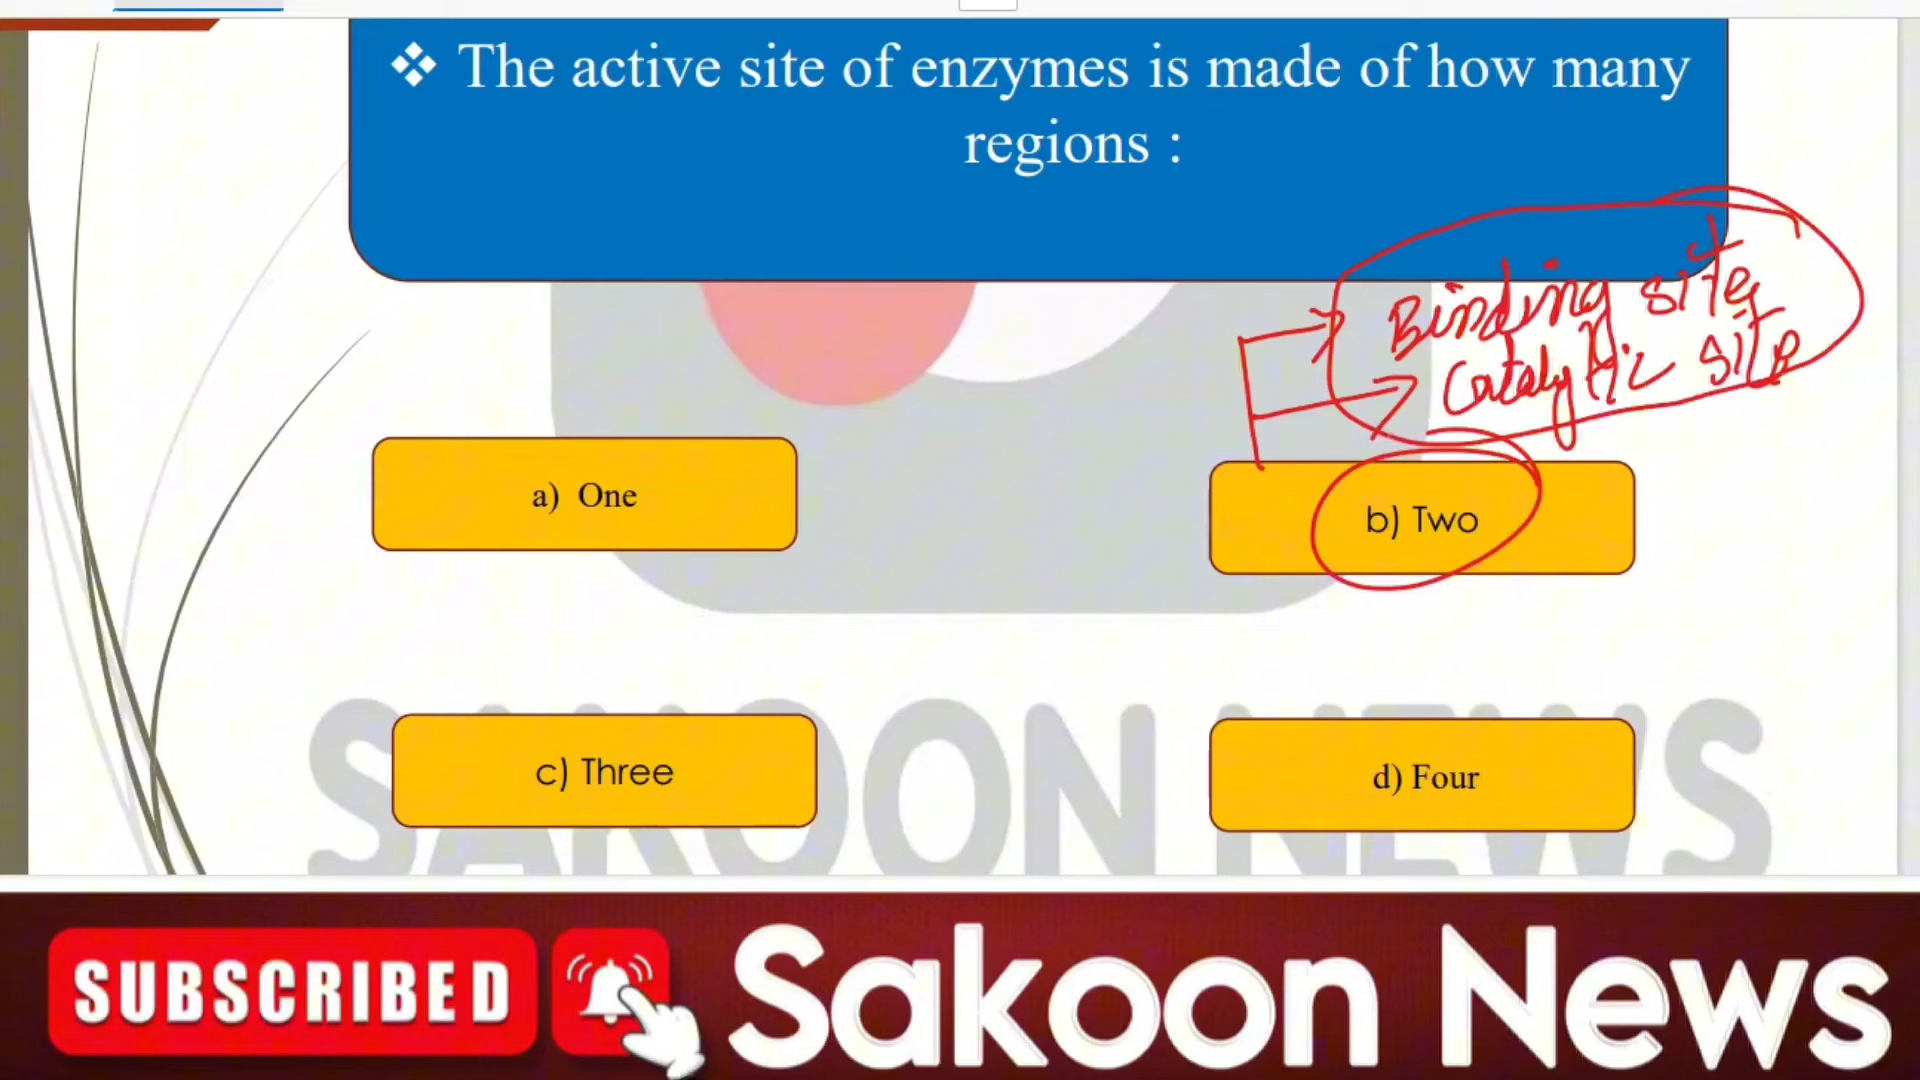 ❖ The active site of enzymes is made of how many
regions :
Binding site
Catalytic site
a) One
b) Two
c) Three
d) Four
SAKOON NEWS
SUBSCRIBED
Sakoon News